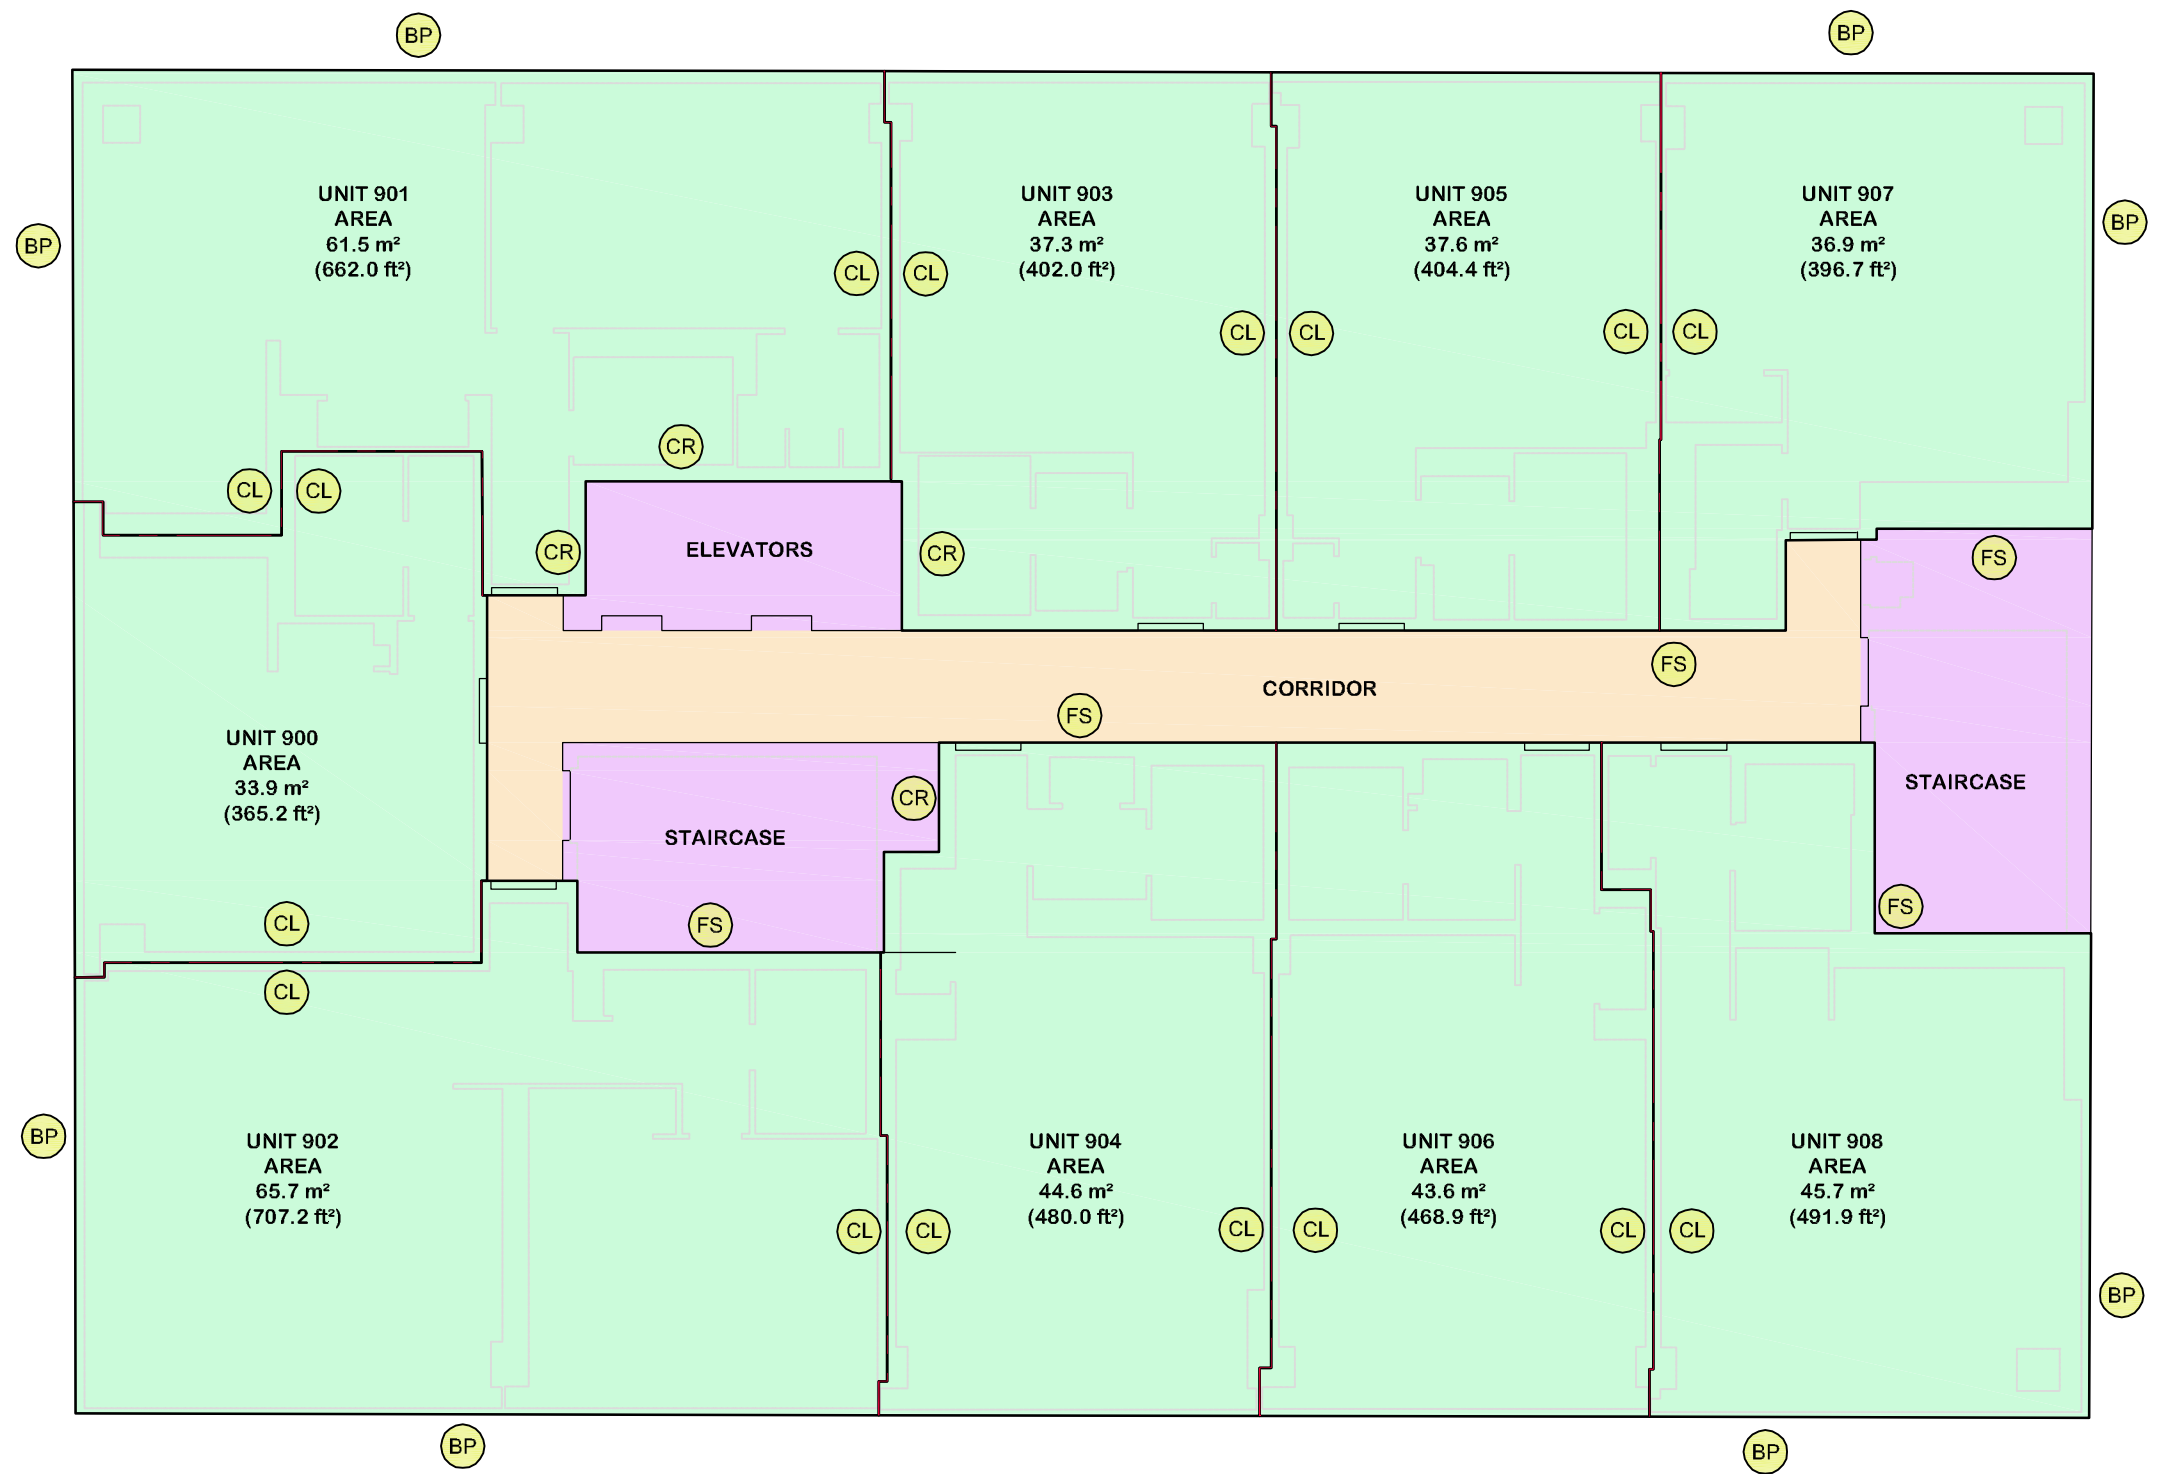 BP
BP
UNIT 901
AREA
61.5 m²
(662.0 ft²)
UNIT 903
AREA
37.3 m²
(402.0 ft²)
UNIT 905
AREA
37.6 m²
(404.4 ft²)
UNIT 907
AREA
36.9 m²
(396.7 ft²)
BP
BP
CL
CL
CL
CL
CL
CL
CR
CL
CL
CR
ELEVATORS
CR
FS
FS
CORRIDOR
FS
UNIT 900
AREA
33.9 m²
(365.2 ft²)
CR
STAIRCASE
STAIRCASE
CL
FS
FS
CL
BP
UNIT 902
AREA
65.7 m²
(707.2 ft²)
UNIT 904
AREA
44.6 m²
(480.0 ft²)
UNIT 906
AREA
43.6 m²
(468.9 ft²)
UNIT 908
AREA
45.7 m²
(491.9 ft²)
CL
CL
CL
CL
CL
CL
BP
BP
BP